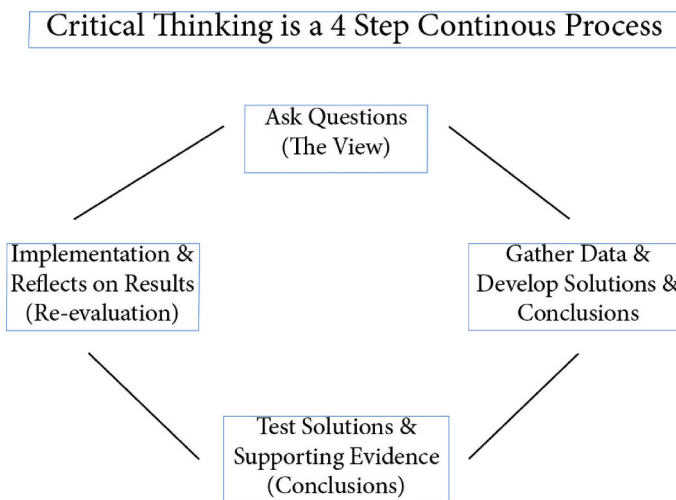 Critical Thinking is a 4 Step Continous Process
Ask Questions
(The View)
Implementation &
Reflects on Results
(Re-evaluation)
Gather Data &
Develop Solutions &
Conclusions
Test Solutions &
Supporting Evidence
(Conclusions)